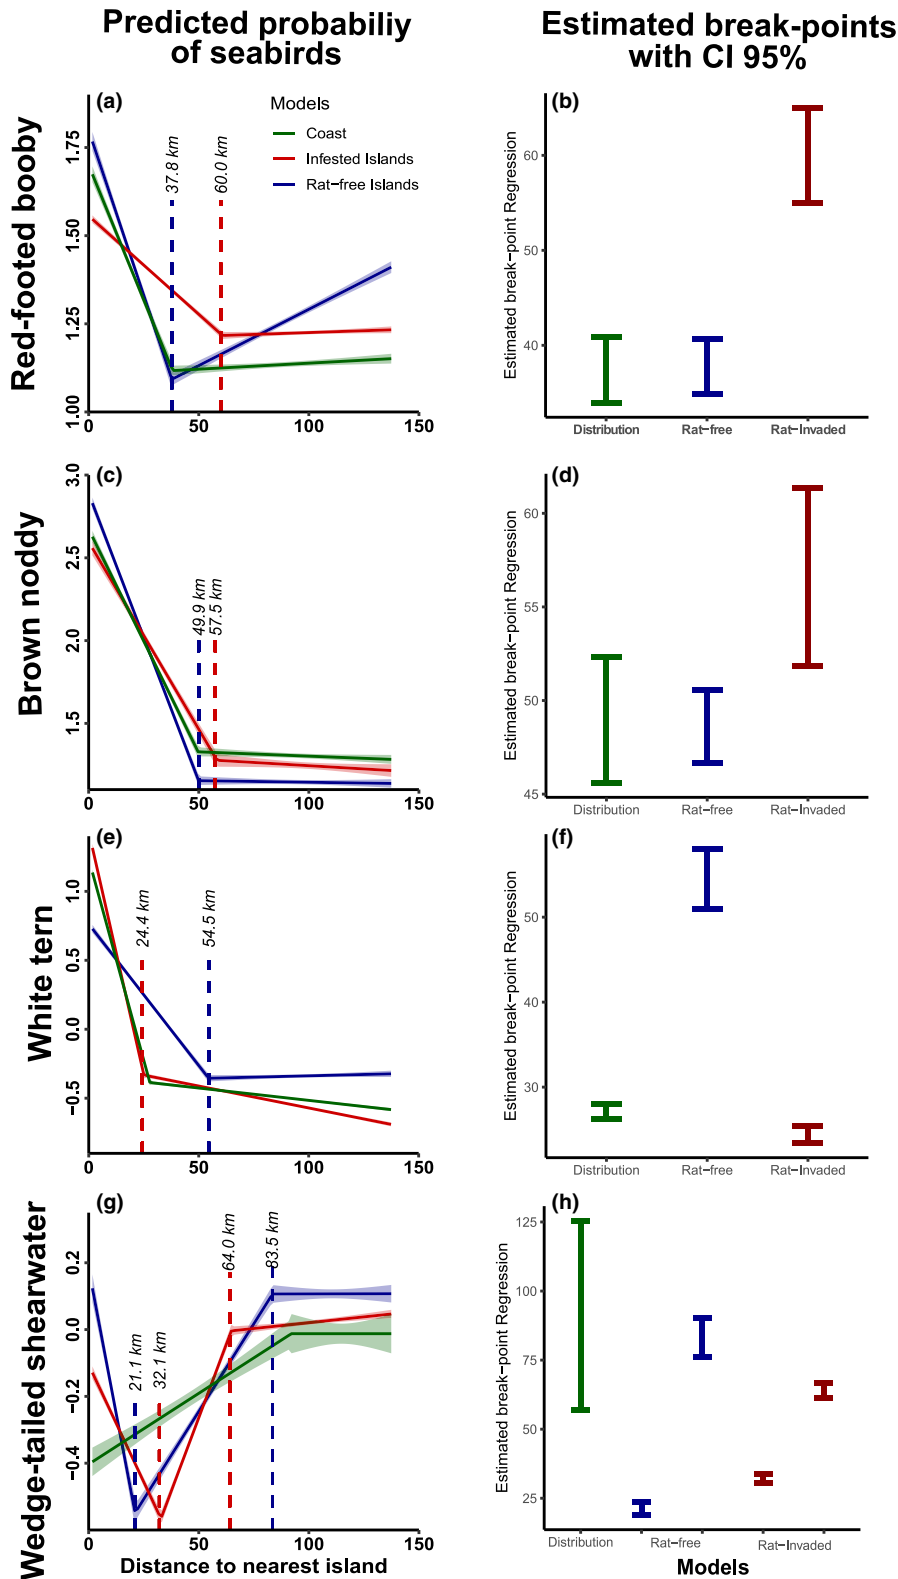 Predicted probabiliy
of seabirds
Estimated break-points
with CI 95%
Red-footed booby
(a)
Models
Coast
Infested Islands
Rat-free Islands
37.8 km
60.0 km
1.75
1.50
1.25
1.00
0
50
100
150
(b)
Estimated break-point Regression
60
50
40
Distribution
Rat-free
Rat-Invaded
Brown noddy
(c)
49.9 km
57.5 km
3.0
2.5
2.0
1.5
0
50
100
150
(d)
Estimated break-point Regression
60
55
50
45
Distribution
Rat-free
Rat-Invaded
White tern
(e)
24.4 km
54.5 km
1.0
0.5
0.0
-0.5
0
50
100
150
(f)
Estimated break-point Regression
50
40
30
Distribution
Rat-free
Rat-Invaded
Wedge-tailed shearwater
(g)
21.1 km
32.1 km
64.0 km
83.5 km
0.2
0.0
-0.2
-0.4
0
50
100
150
Distance to nearest island
(h)
Estimated break-point Regression
125
100
75
50
25
Distribution
Rat-free
Rat-Invaded
Models